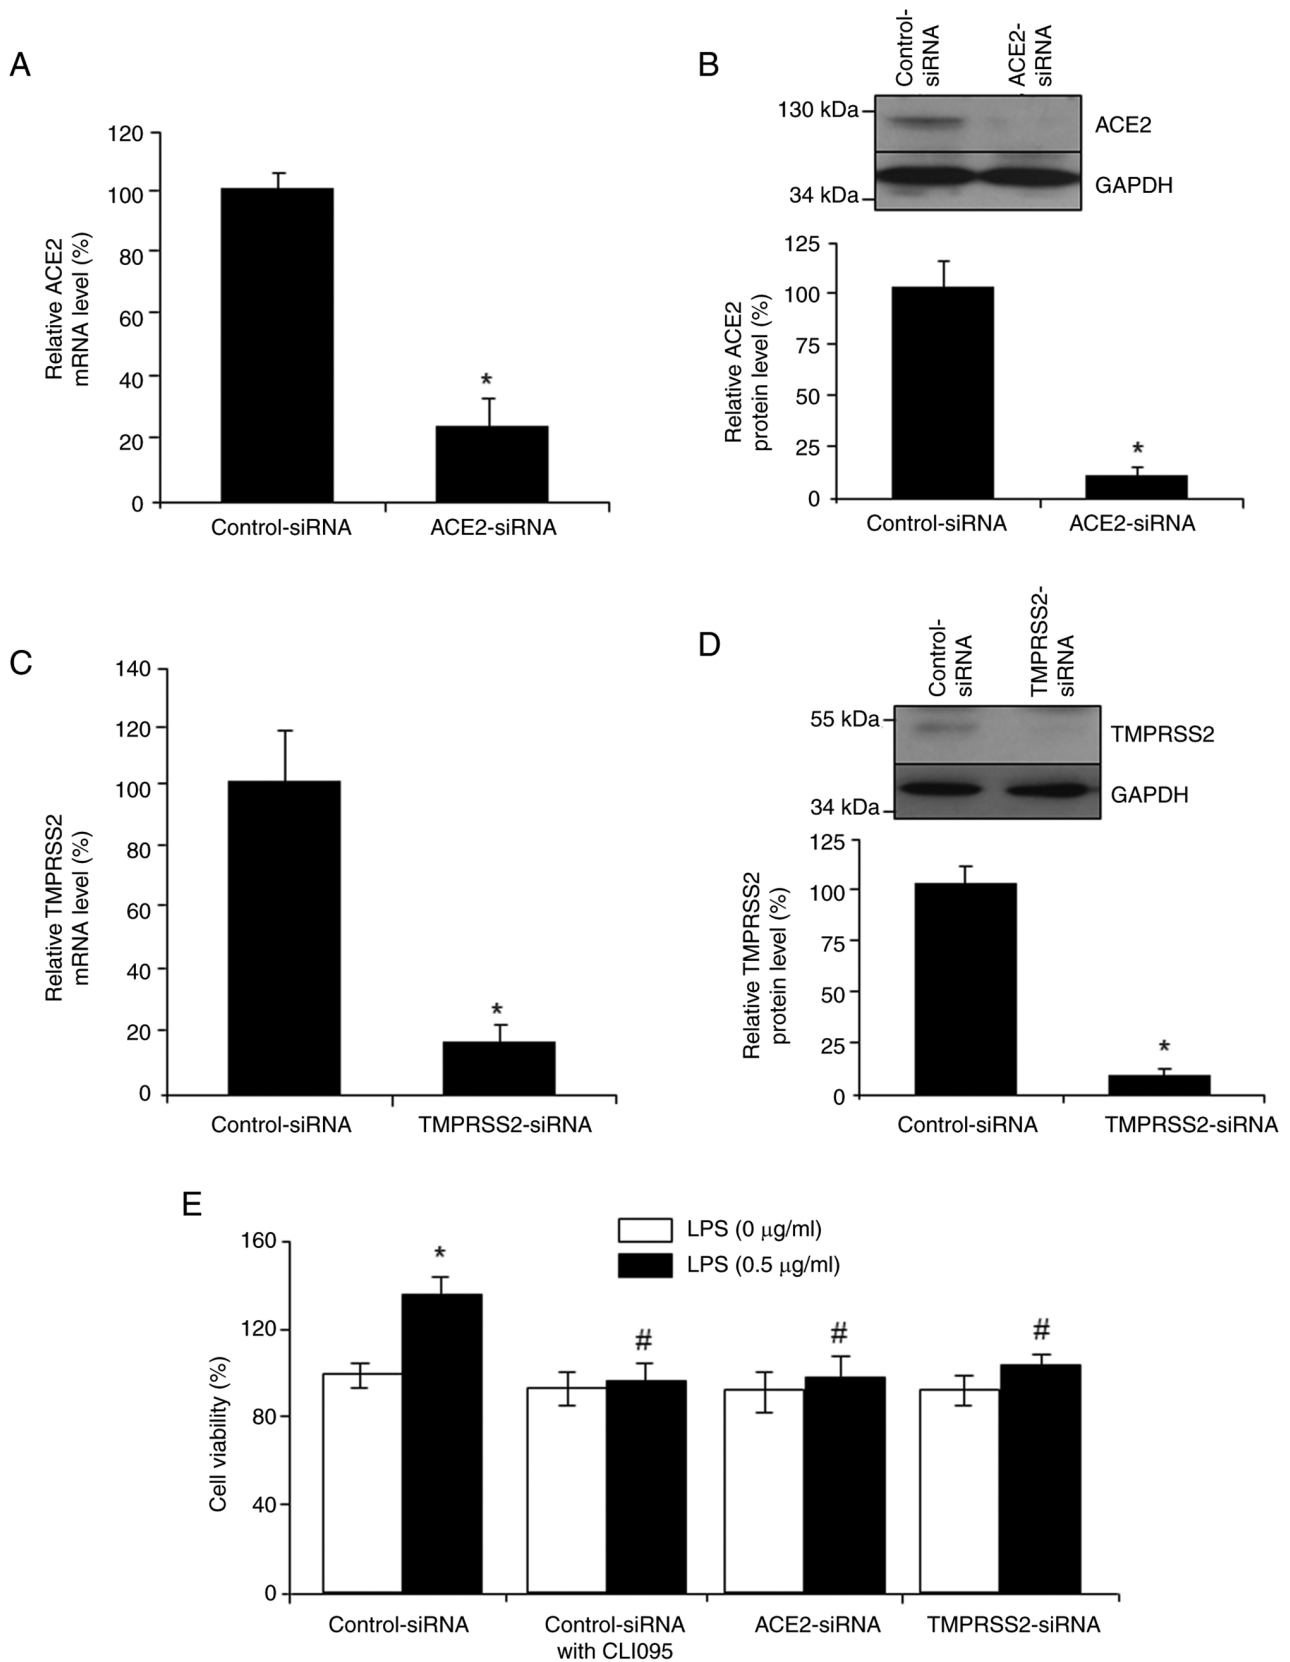 A
Relative ACE2
mRNA level (%)
120
100
80
60
40
20
0
*
Control-siRNA
ACE2-siRNA
B
Control-
siRNA
ACE2-
siRNA
130 kDa
ACE2
34 kDa
GAPDH
Relative ACE2
protein level (%)
125
100
75
50
25
0
*
Control-siRNA
ACE2-siRNA
C
Relative TMPRSS2
mRNA level (%)
140
120
100
80
60
40
20
0
*
Control-siRNA
TMPRSS2-siRNA
D
Control-
siRNA
TMPRSS2-
siRNA
55 kDa
TMPRSS2
34 kDa
GAPDH
Relative TMPRSS2
protein level (%)
125
100
75
50
25
0
*
Control-siRNA
TMPRSS2-siRNA
E
LPS (0 μg/ml)
LPS (0.5 μg/ml)
Cell viability (%)
160
120
80
40
0
*
#
#
#
Control-siRNA
Control-siRNA
with CLI095
ACE2-siRNA
TMPRSS2-siRNA